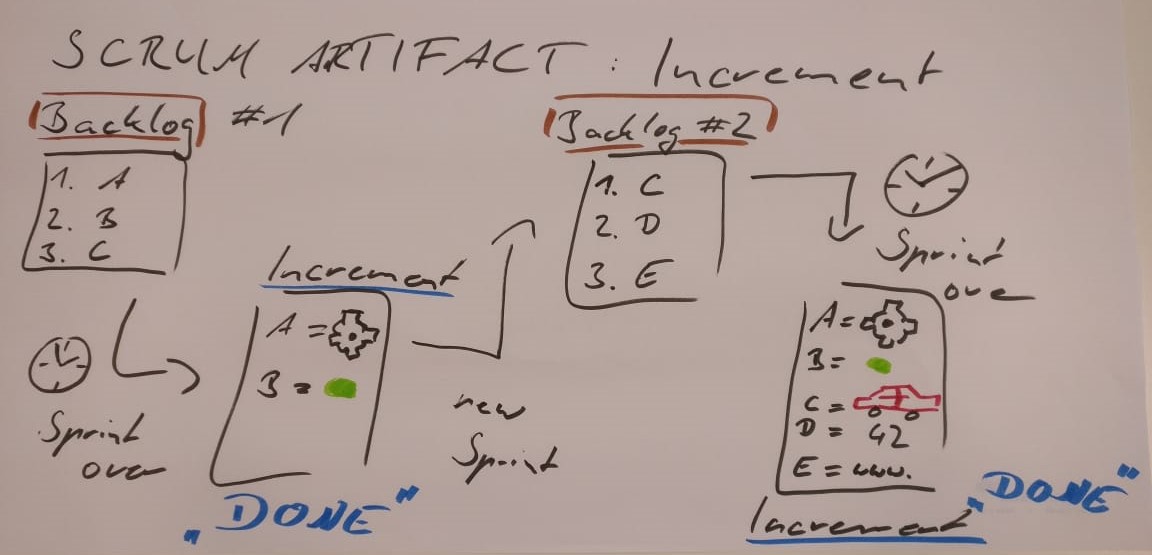 SCRUM ARTIFACT : Increment
Backlog #1
1. A
2. B
3. C
Sprint
over
Increment
A =
B =
„DONE"
new
Sprint
Backlog #2
1. C
2. D
3. E
Sprint
over
A =
B =
C =
D = 42
E = www.
Increment
„DONE"